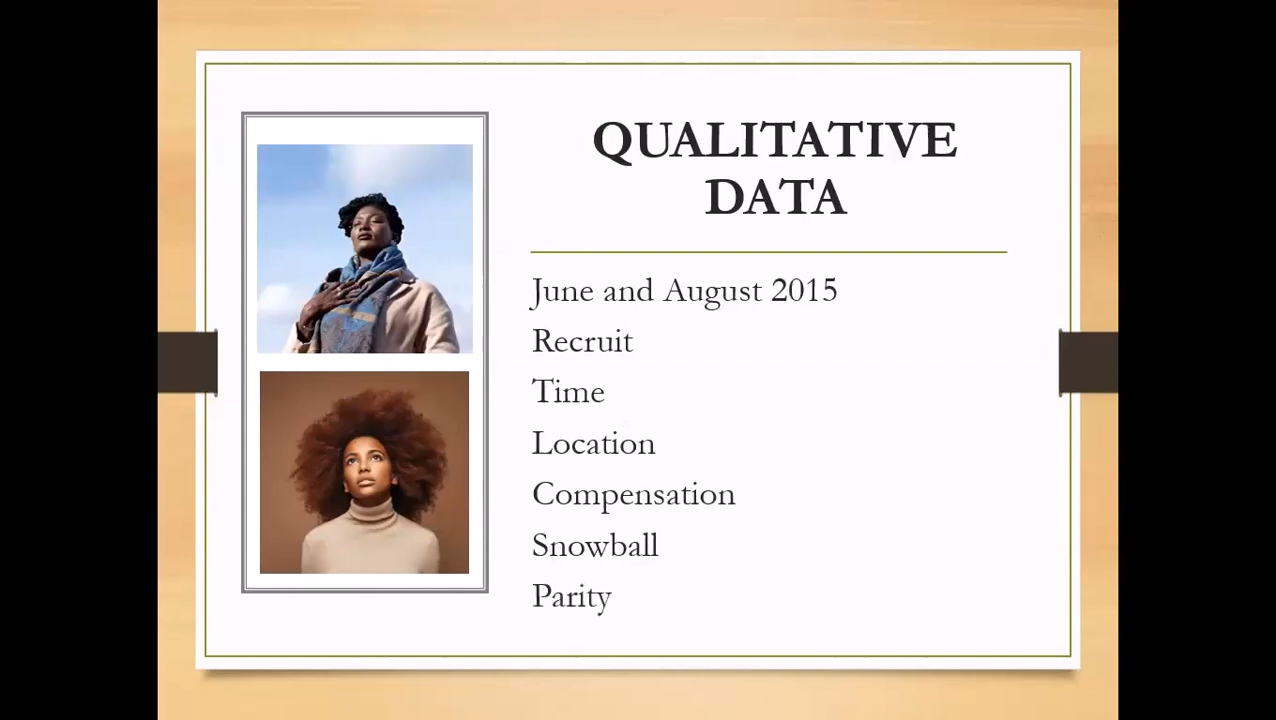 QUALITATIVE
DATA
June and August 2015
Recruit
Time
Location
Compensation
Snowball
Parity